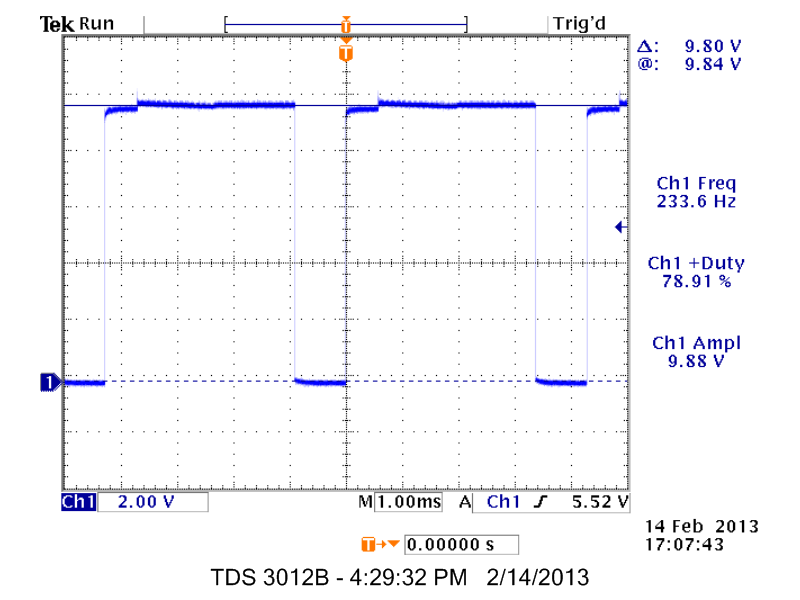 Tek Run Trig'd
T
T
Δ: 9.80 V
@: 9.84 V
Ch1 Freq
233.6 Hz
Ch1 +Duty
78.91 %
Ch1 Ampl
9.88 V
1
Ch1 2.00 V M 1.00ms A Ch1 5.52 V
T 0.00000 s
14 Feb 2013
17:07:43
TDS 3012B - 4:29:32 PM 2/14/2013